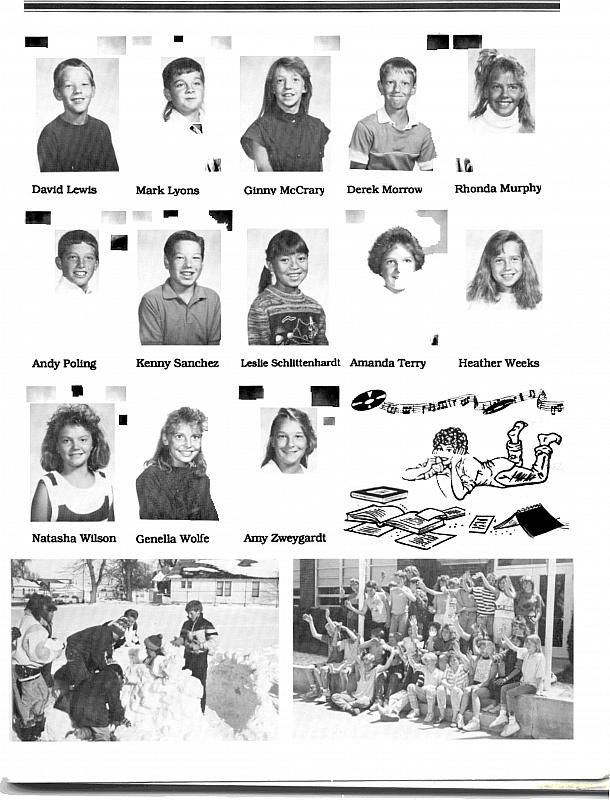 David Lewis Mark Lyons Ginny McCrary Derek Morrow Rhonda Murphy
Andy Poling Kenny Sanchez Leslie Schlittenhardt Amanda Terry Heather Weeks
Natasha Wilson Genella Wolfe Amy Zweygardt